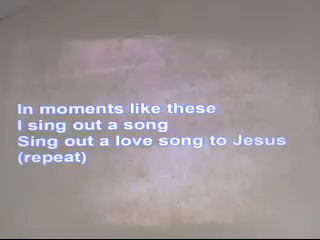 In moments like these
I sing out a song
Sing out a love song to Jesus
(repeat)